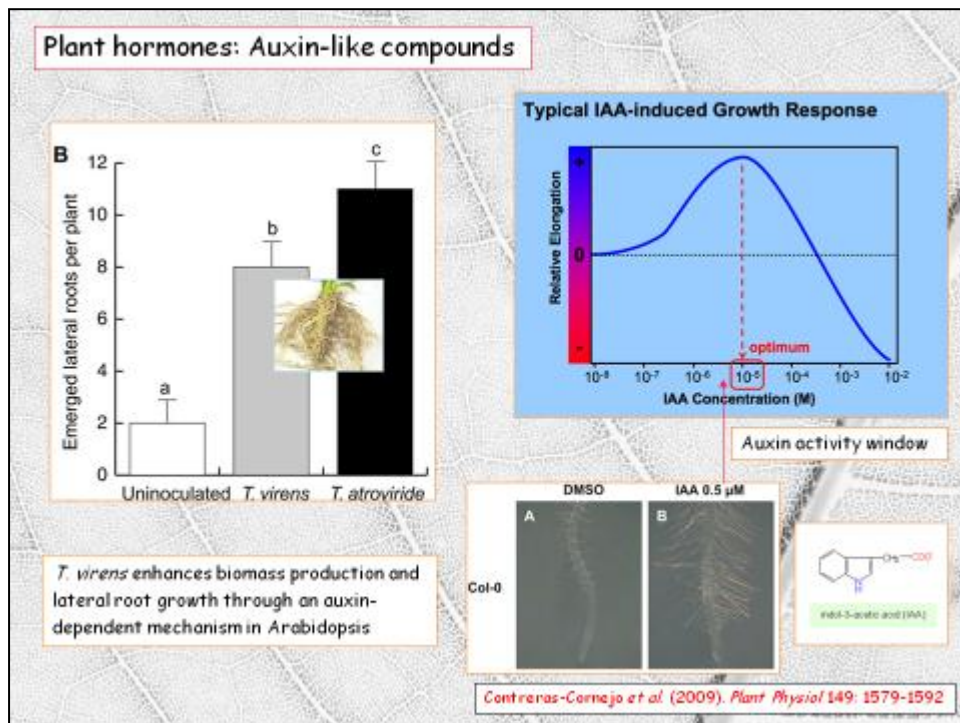 Plant hormones: Auxin-like compounds
B
Emerged lateral roots per plant
12
10
8
6
4
2
0
a
b
c
Uninoculated
T. virens
T. atroviride
Typical IAA-induced Growth Response
Relative Elongation
+
0
-
optimum
10⁻⁸ 10⁻⁷ 10⁻⁶ 10⁻⁵ 10⁻⁴ 10⁻³ 10⁻²
IAA Concentration (M)
Auxin activity window
DMSO
IAA 0.5 µM
A
B
Col-0
CH₂
COO
N
H
indol-3-acetic acid (IAA)
T. virens enhances biomass production and
lateral root growth through an auxin-
dependent mechanism in Arabidopsis
Contreras-Cornejo et al. (2009). Plant Physiol 149: 1579-1592